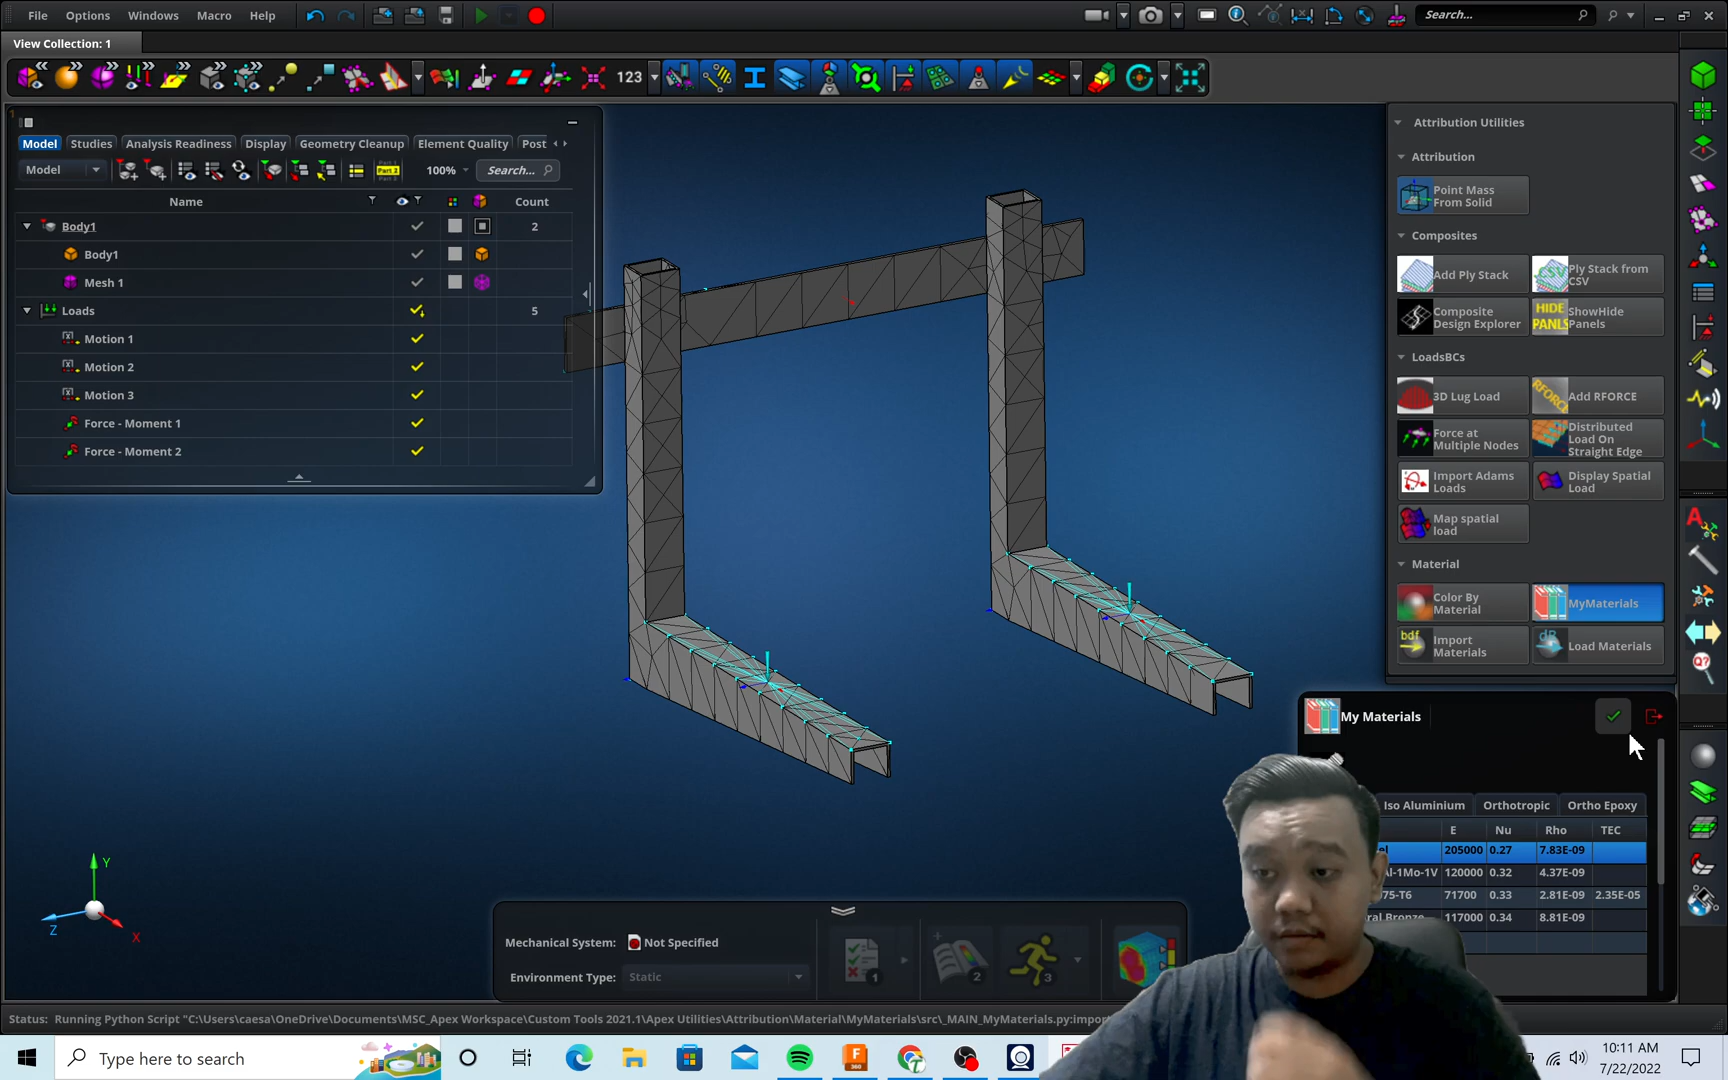 File Options Windows Macro Help Search...
View Collection: 1
123
Model Studies Analysis Readiness Display Geometry Cleanup Element Quality Post
Model 100% Search...
Name Count
Body1 2
Body1
Mesh 1
Loads 5
Motion 1
Motion 2
Motion 3
Force - Moment 1
Force - Moment 2
Attribution Utilities
Attribution
Point Mass
From Solid
Composites
Add Ply Stack
Ply Stack from
CSV
Composite
Design Explorer
HIDE
PANLS
ShowHide
Panels
LoadsBCs
3D Lug Load
RFORCE
Add RFORCE
Force at
Multiple Nodes
Distributed
Load On
Straight Edge
Import Adams
Loads
Display Spatial
Load
Map spatial
load
Material
Color By
Material
MyMaterials
bdf
Import
Materials
Load Materials
My Materials
Iso Aluminium Orthotropic Ortho Epoxy
E Nu Rho TEC
205000 0.27 7.83E-09
Al-1Mo-1V 120000 0.32 4.37E-09
75-T6 71700 0.33 2.81E-09 2.35E-05
ral Bronze 117000 0.34 8.81E-09
Y
Z
X
Mechanical System: Not Specified
Environment Type: Static
1
2
3
Status: Running Python Script "C:\Users\caesa\OneDrive\Documents\MSC_Apex Workspace\Custom Tools 2021.1\Apex Utilities\Attribution\Material\MyMaterials\src\_MAIN_MyMaterials.py:impor
Type here to search
10:11 AM
7/22/2022